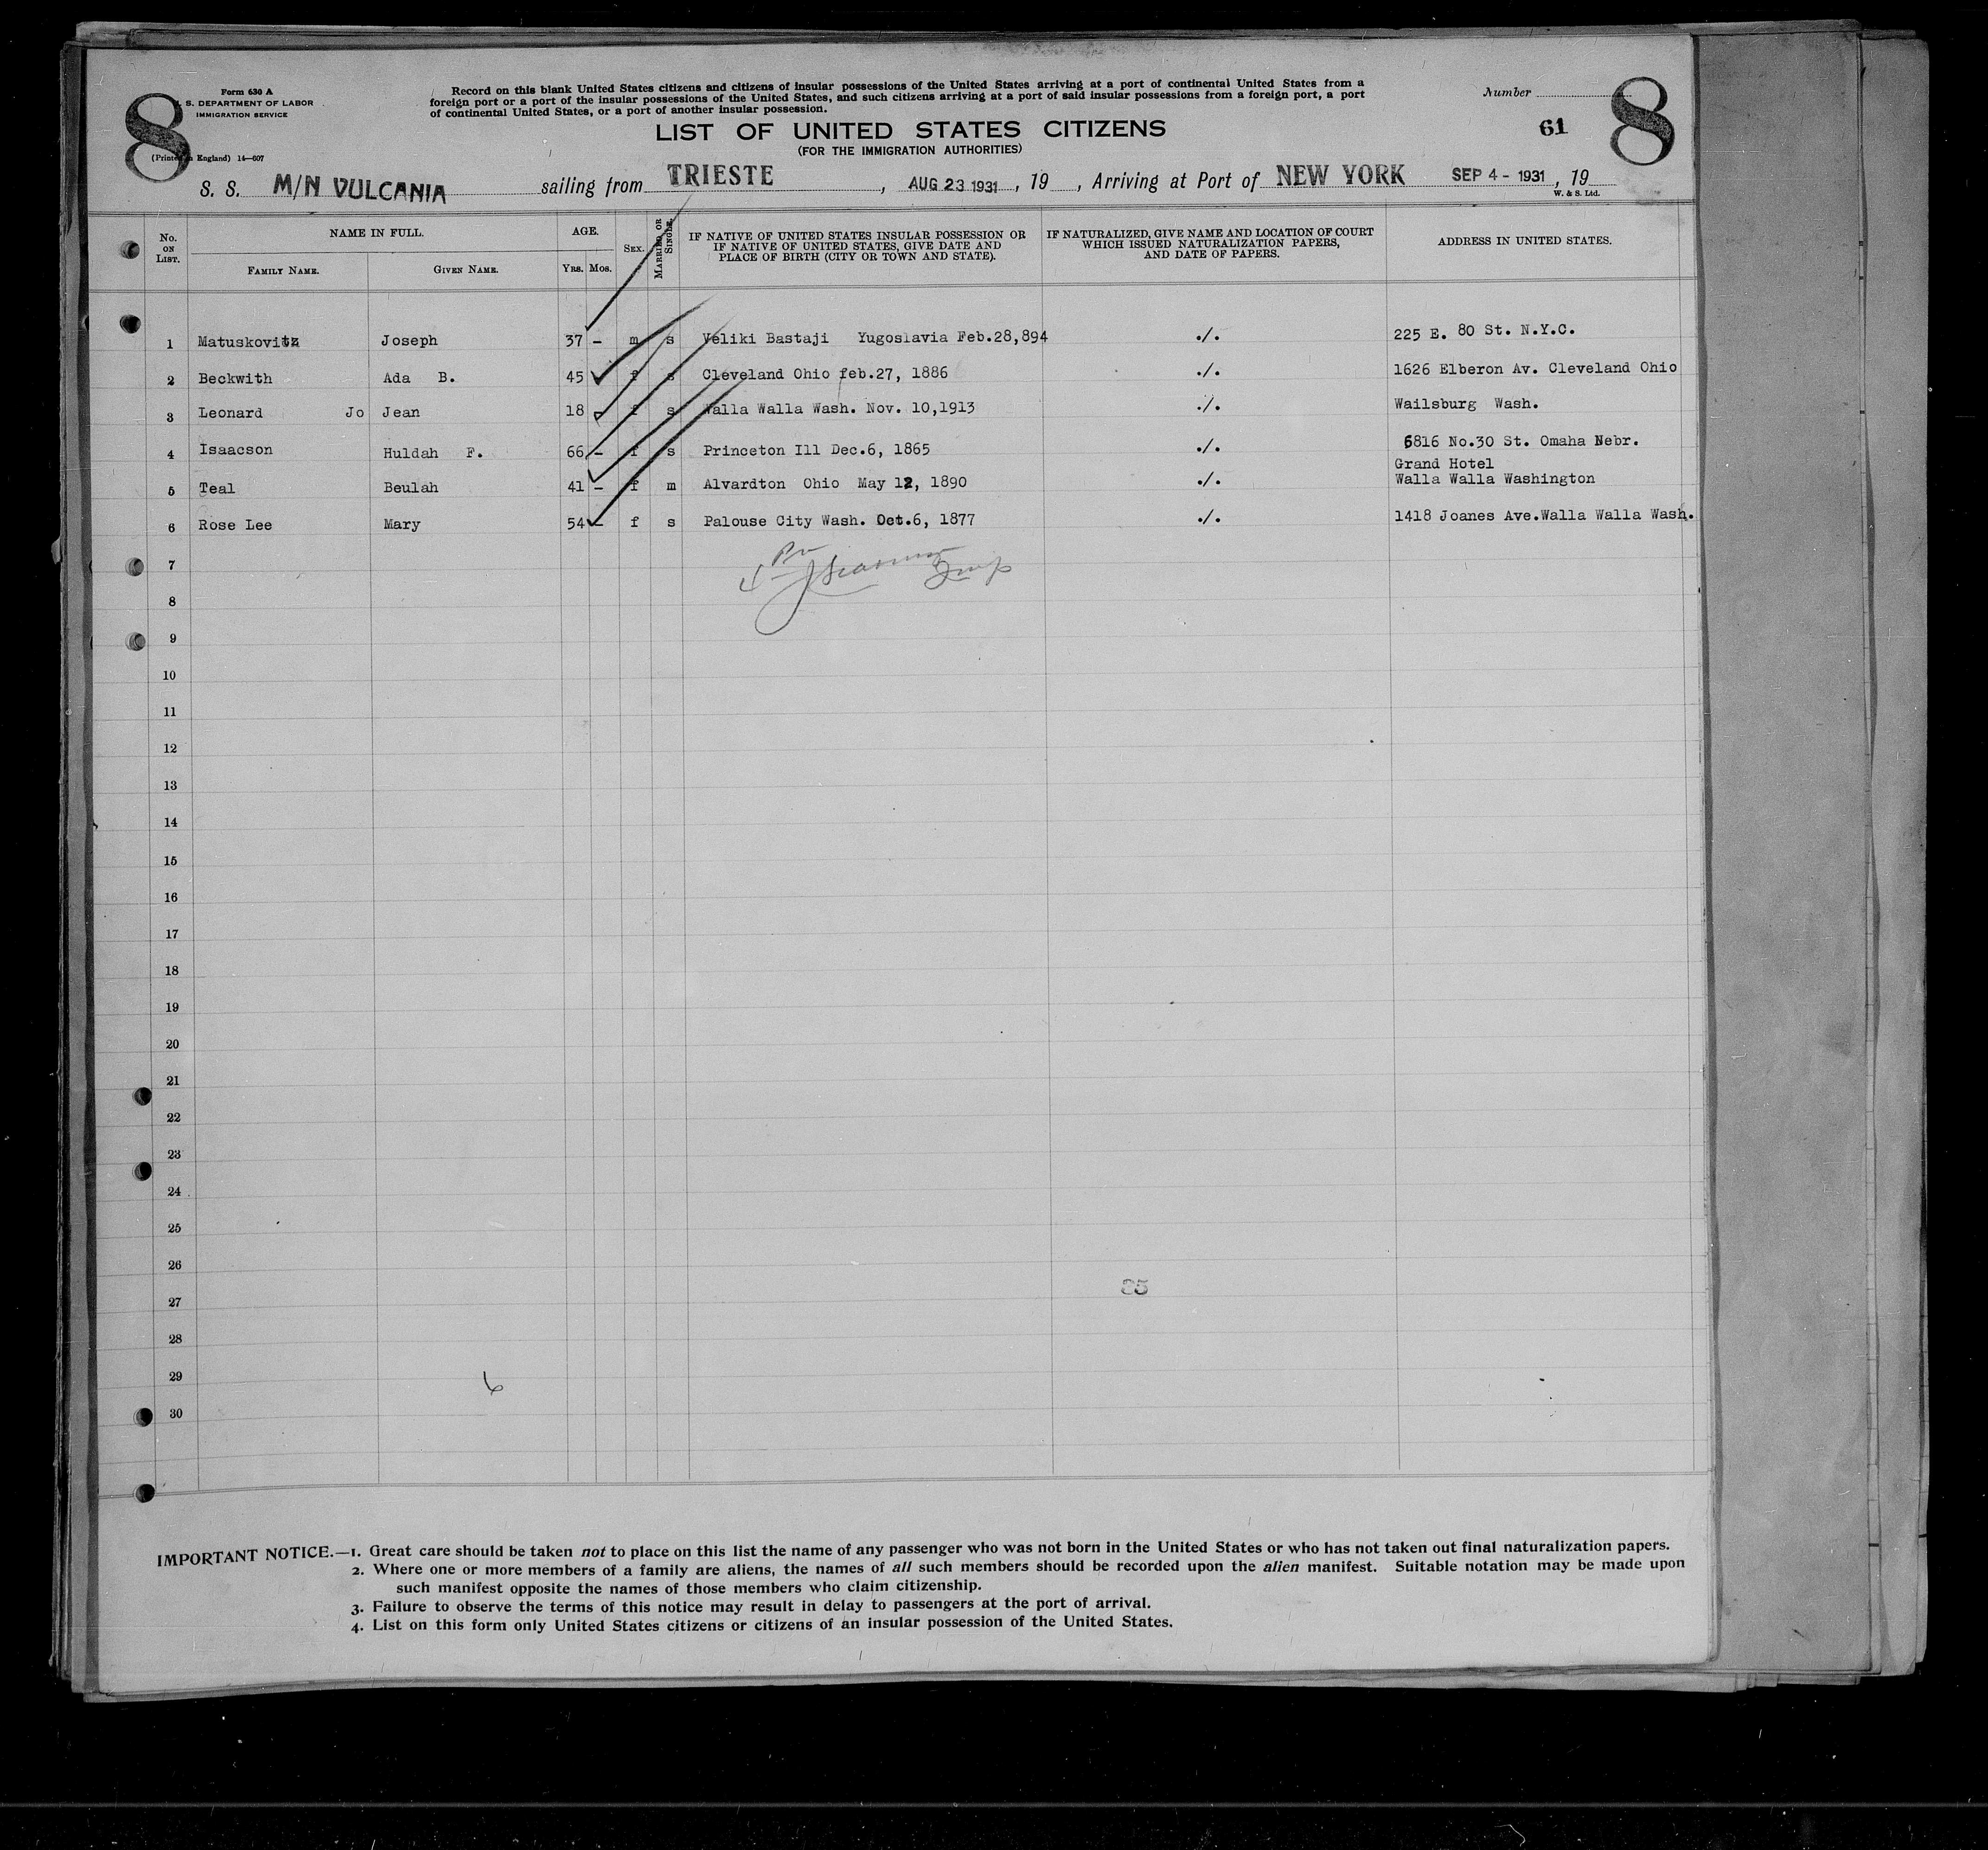 8
Form 630 A
S. DEPARTMENT OF LABOR
IMMIGRATION SERVICE
(Printed in England) 14—607
Record on this blank United States citizens and citizens of insular possessions of the United States arriving at a port of continental United States from a
foreign port or a port of the insular possessions of the United States, and such citizens arriving at a port of said insular possessions from a foreign port, a port
of continental United States, or a port of another insular possession.
LIST OF UNITED STATES CITIZENS
(FOR THE IMMIGRATION AUTHORITIES)
Number
61
8
S. S. M/N VULCANIA sailing from TRIESTE , AUG 23 1931 , 19 , Arriving at Port of NEW YORK SEP 4 - 1931 , 19
W. & S. Ltd.
No. ON LIST. NAME IN FULL. FAMILY NAME. GIVEN NAME. AGE. YRS. MOS. SEX. MARRIED OR SINGLE. IF NATIVE OF UNITED STATES INSULAR POSSESSION OR IF NATIVE OF UNITED STATES, GIVE DATE AND PLACE OF BIRTH (CITY OR TOWN AND STATE). IF NATURALIZED, GIVE NAME AND LOCATION OF COURT WHICH ISSUED NATURALIZATION PAPERS, AND DATE OF PAPERS. ADDRESS IN UNITED STATES.
1 Matuskovitz Joseph 37 - m s Veliki Bastaji Yugoslavia Feb.28,894 ./. 225 E. 80 St. N.Y.C.
2 Beckwith Ada B. 45 f s Cleveland Ohio feb.27, 1886 ./. 1626 Elberon Av. Cleveland Ohio
3 Leonard Jo Jean 18 - f s Walla Walla Wash. Nov. 10,1913 ./. Wailsburg Wash.
4 Isaacson Huldah F. 66 - f s Princeton Ill Dec.6, 1865 ./. 6816 No.30 St. Omaha Nebr.
Grand Hotel
5 Teal Beulah 41 - f m Alvardton Ohio May 12, 1890 ./. Walla Walla Washington
6 Rose Lee Mary 54 - f s Palouse City Wash. Oct.6, 1877 ./. 1418 Joanes Ave.Walla Walla Wash.
7
8
9
10
11
12
13
14
15
16
17
18
19
20
21
22
23
24
25
26
27
28
29
30
6
IMPORTANT NOTICE.—1. Great care should be taken not to place on this list the name of any passenger who was not born in the United States or who has not taken out final naturalization papers.
2. Where one or more members of a family are aliens, the names of all such members should be recorded upon the alien manifest. Suitable notation may be made upon
such manifest opposite the names of those members who claim citizenship.
3. Failure to observe the terms of this notice may result in delay to passengers at the port of arrival.
4. List on this form only United States citizens or citizens of an insular possession of the United States.